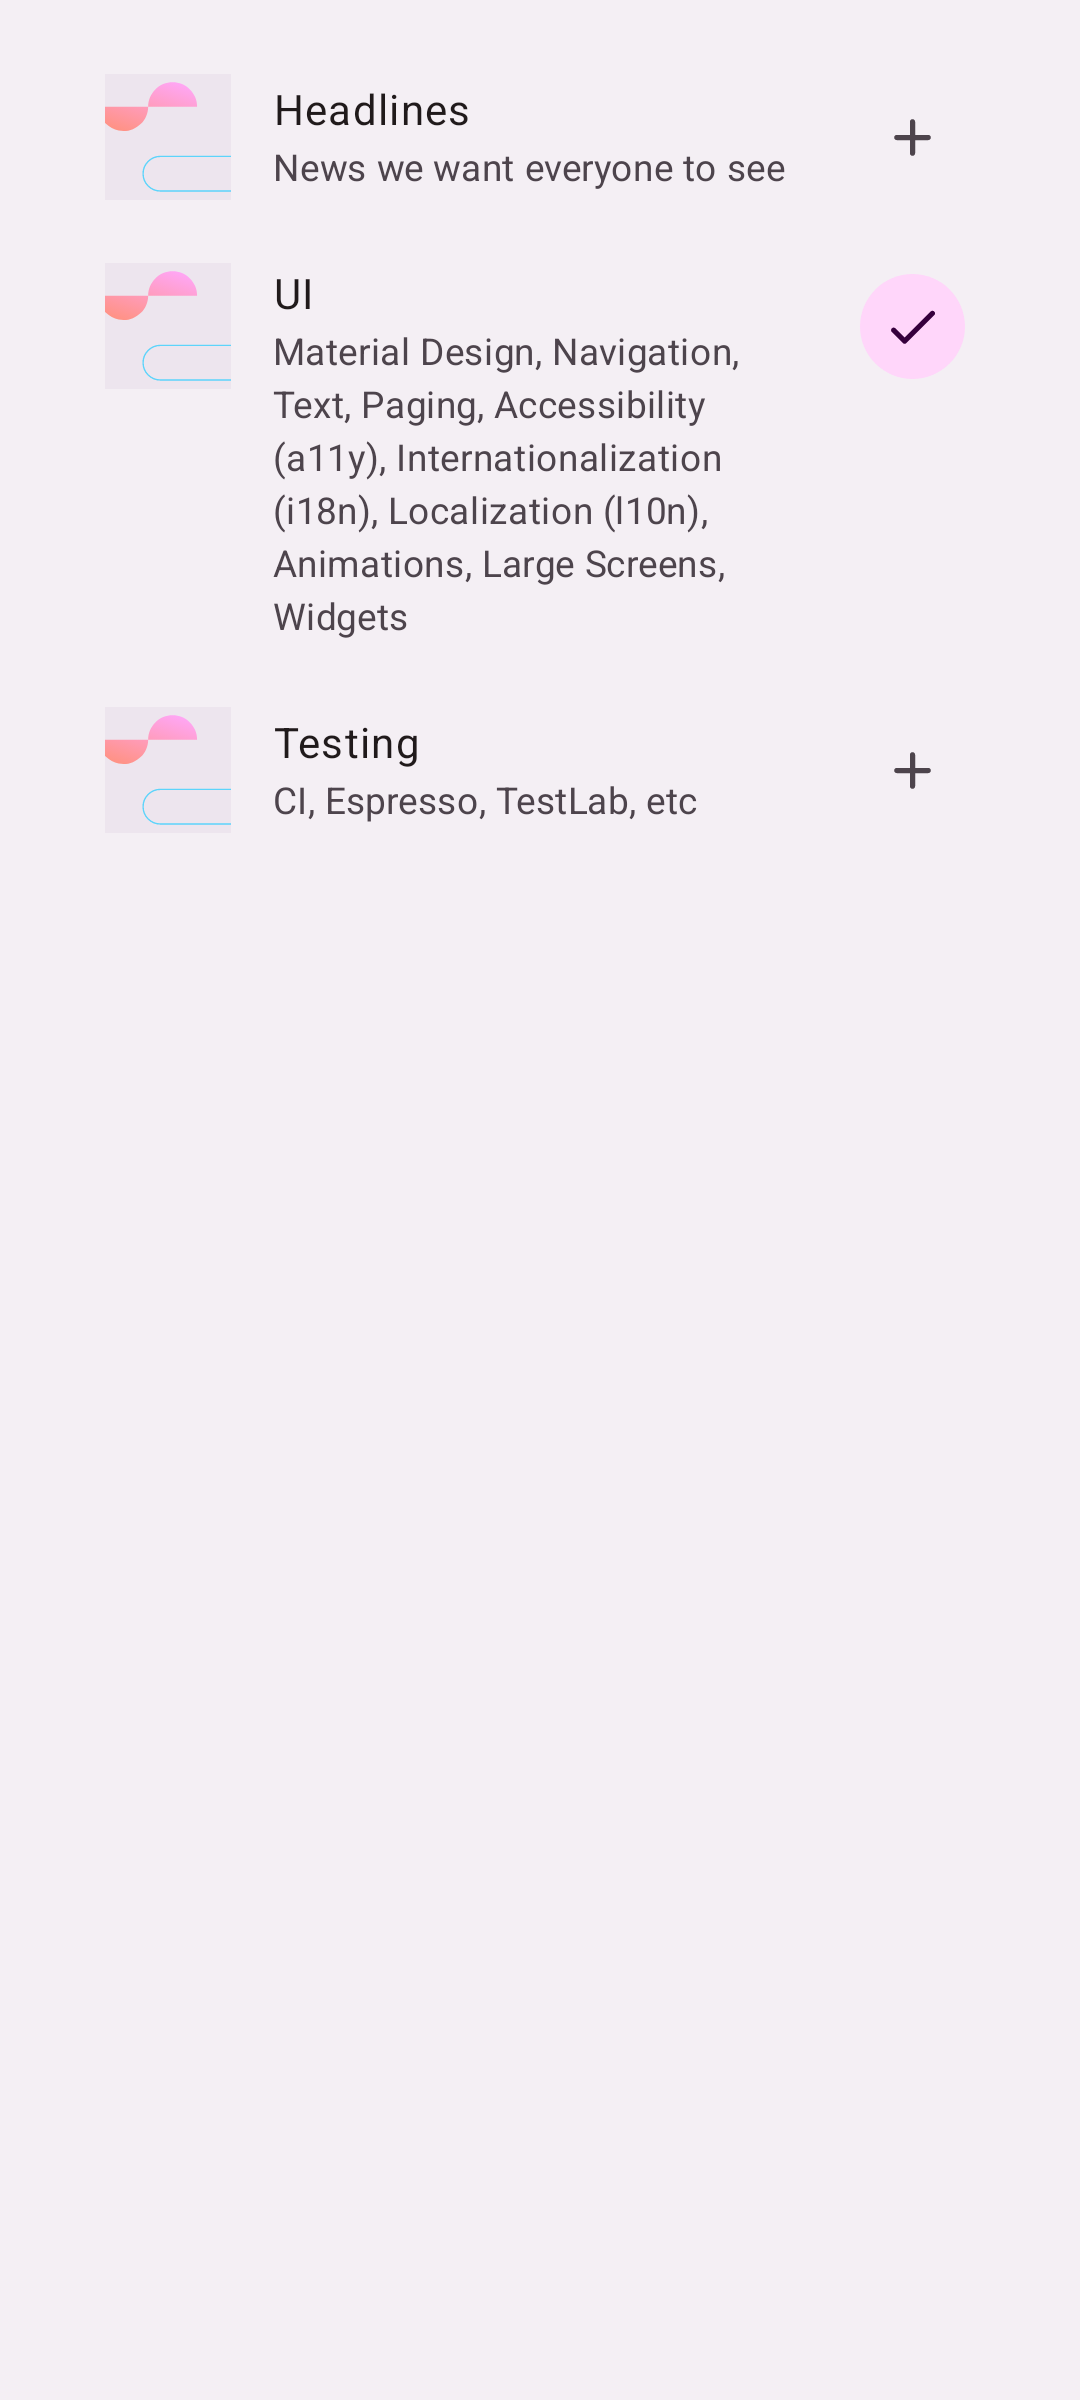 Headlines
News we want everyone to see
UI
Material Design, Navigation,
Text, Paging, Accessibility
(a11y), Internationalization
(i18n), Localization (l10n),
Animations, Large Screens,
Widgets
Testing
CI, Espresso, TestLab, etc